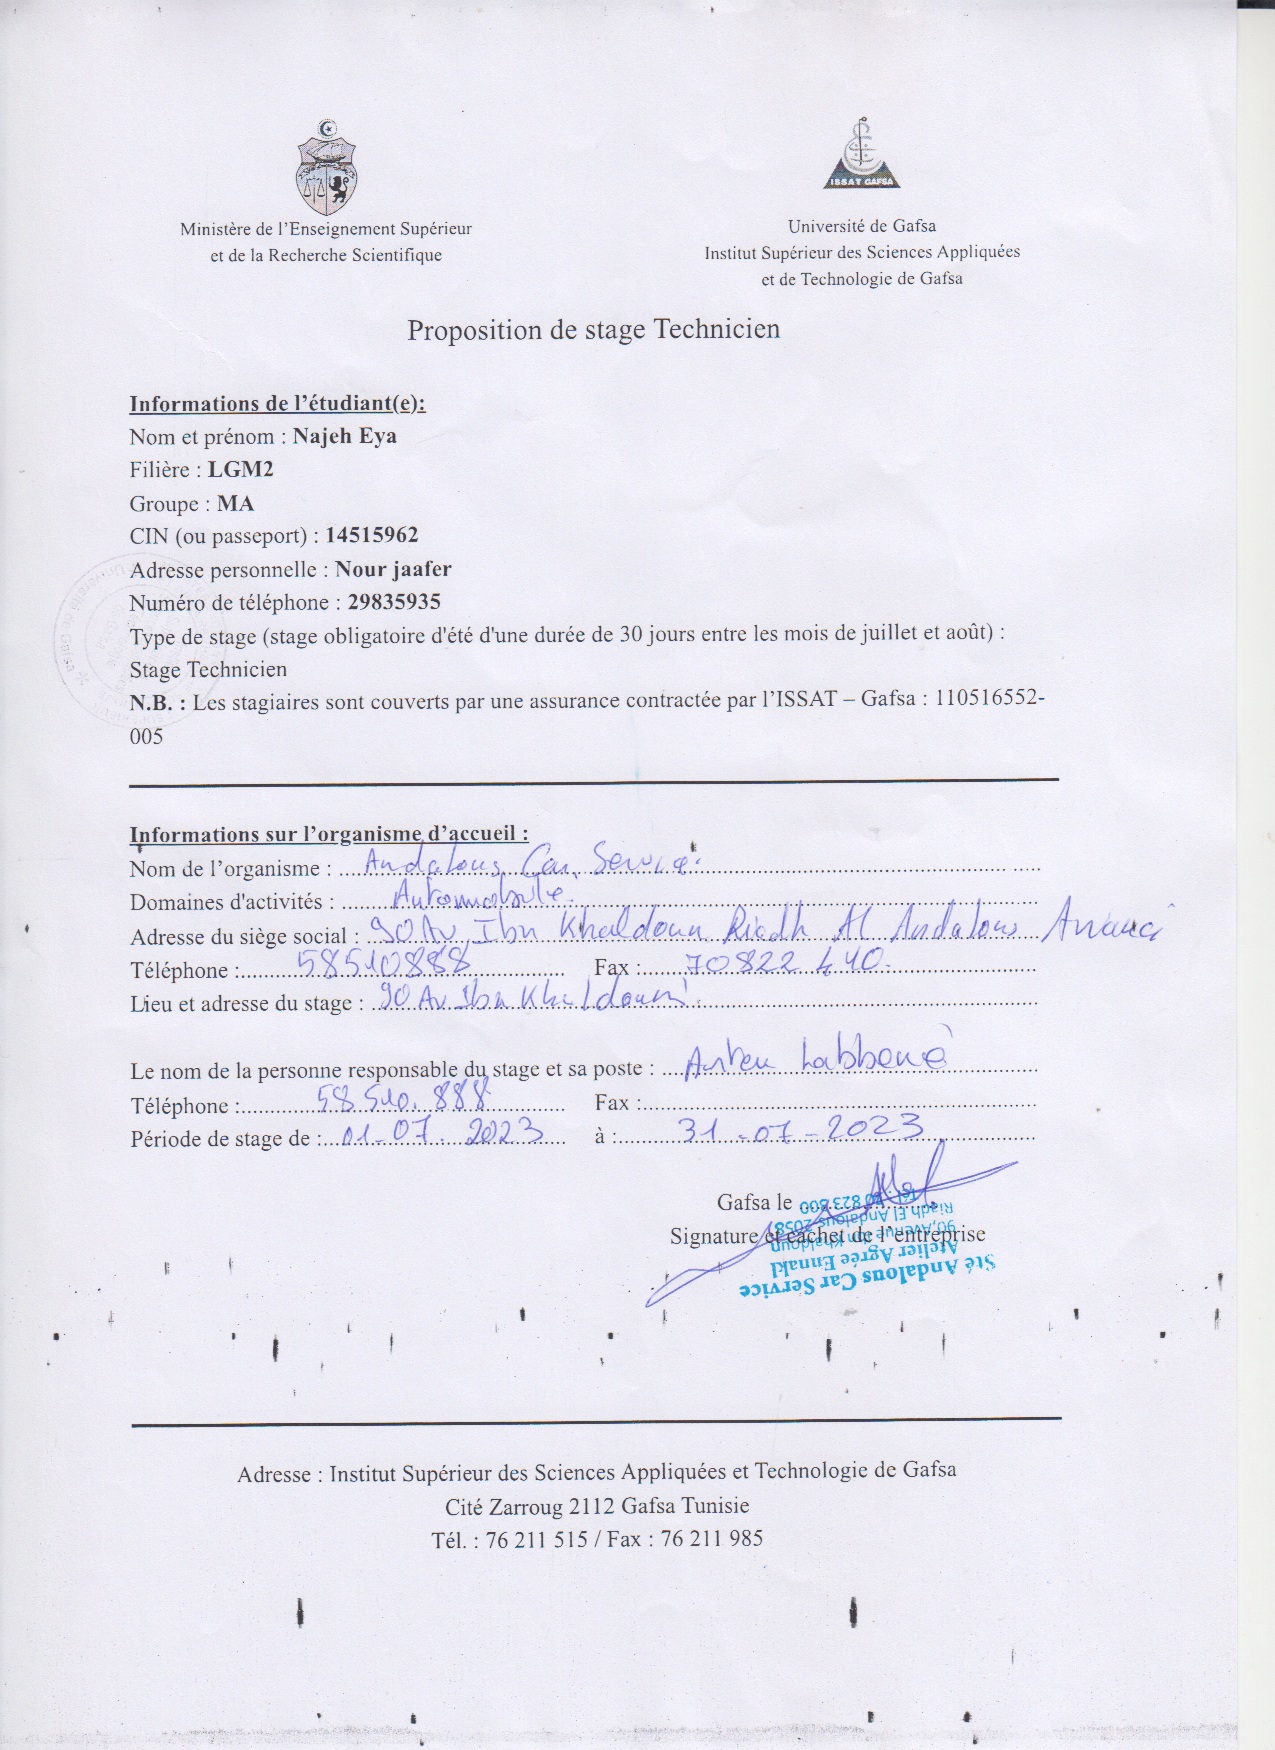 ISSAT GAFSA
Ministère de l'Enseignement Supérieur
et de la Recherche Scientifique
Université de Gafsa
Institut Supérieur des Sciences Appliquées
et de Technologie de Gafsa
Proposition de stage Technicien
Informations de l'étudiant(e):
Nom et prénom : Najeh Eya
Filière : LGM2
Groupe : MA
CIN (ou passeport) : 14515962
Adresse personnelle : Nour jaafer
Numéro de téléphone : 29835935
Type de stage (stage obligatoire d'été d'une durée de 30 jours entre les mois de juillet et août) :
Stage Technicien
N.B. : Les stagiaires sont couverts par une assurance contractée par l'ISSAT – Gafsa : 110516552-
005
Informations sur l'organisme d'accueil :
Nom de l'organisme : Andalous Car Service
Domaines d'activités : Automobile
Adresse du siège social : 90 Av Ibn Khaldoun Riadh Al Andalous
Téléphone : 58510888 Fax : 70822 440
Lieu et adresse du stage : 90 Av Ibn Khaldoun
Le nom de la personne responsable du stage et sa poste : Labbene
Téléphone : 58 510 888 Fax :
Période de stage de : 01-07-2023 à : 31-07-2023
Gafsa le
Signature et cachet de l'entreprise
Sté Andalous Car Service
Atelier Agrée Ennakl
90, Avenue Ibn Khaldoun
Riadh El Andalous 2058
Adresse : Institut Supérieur des Sciences Appliquées et Technologie de Gafsa
Cité Zarroug 2112 Gafsa Tunisie
Tél. : 76 211 515 / Fax : 76 211 985